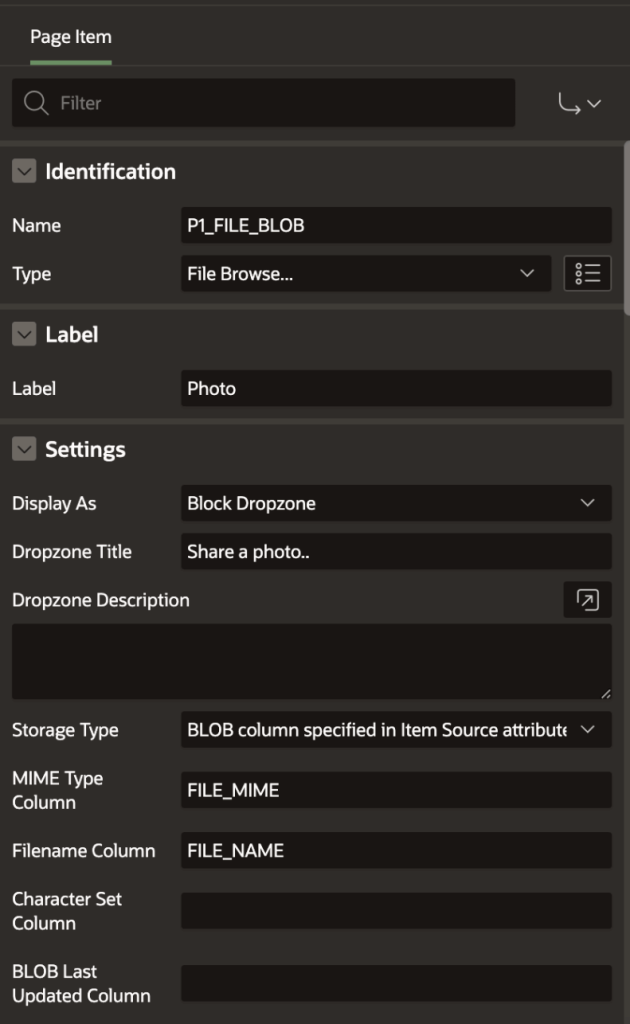 Page Item
Filter
Identification
Name P1_FILE_BLOB
Type File Browse...
Label
Label Photo
Settings
Display As Block Dropzone
Dropzone Title Share a photo..
Dropzone Description
Storage Type BLOB column specified in Item Source attribute
MIME Type
Column FILE_MIME
Filename Column FILE_NAME
Character Set
Column
BLOB Last
Updated Column